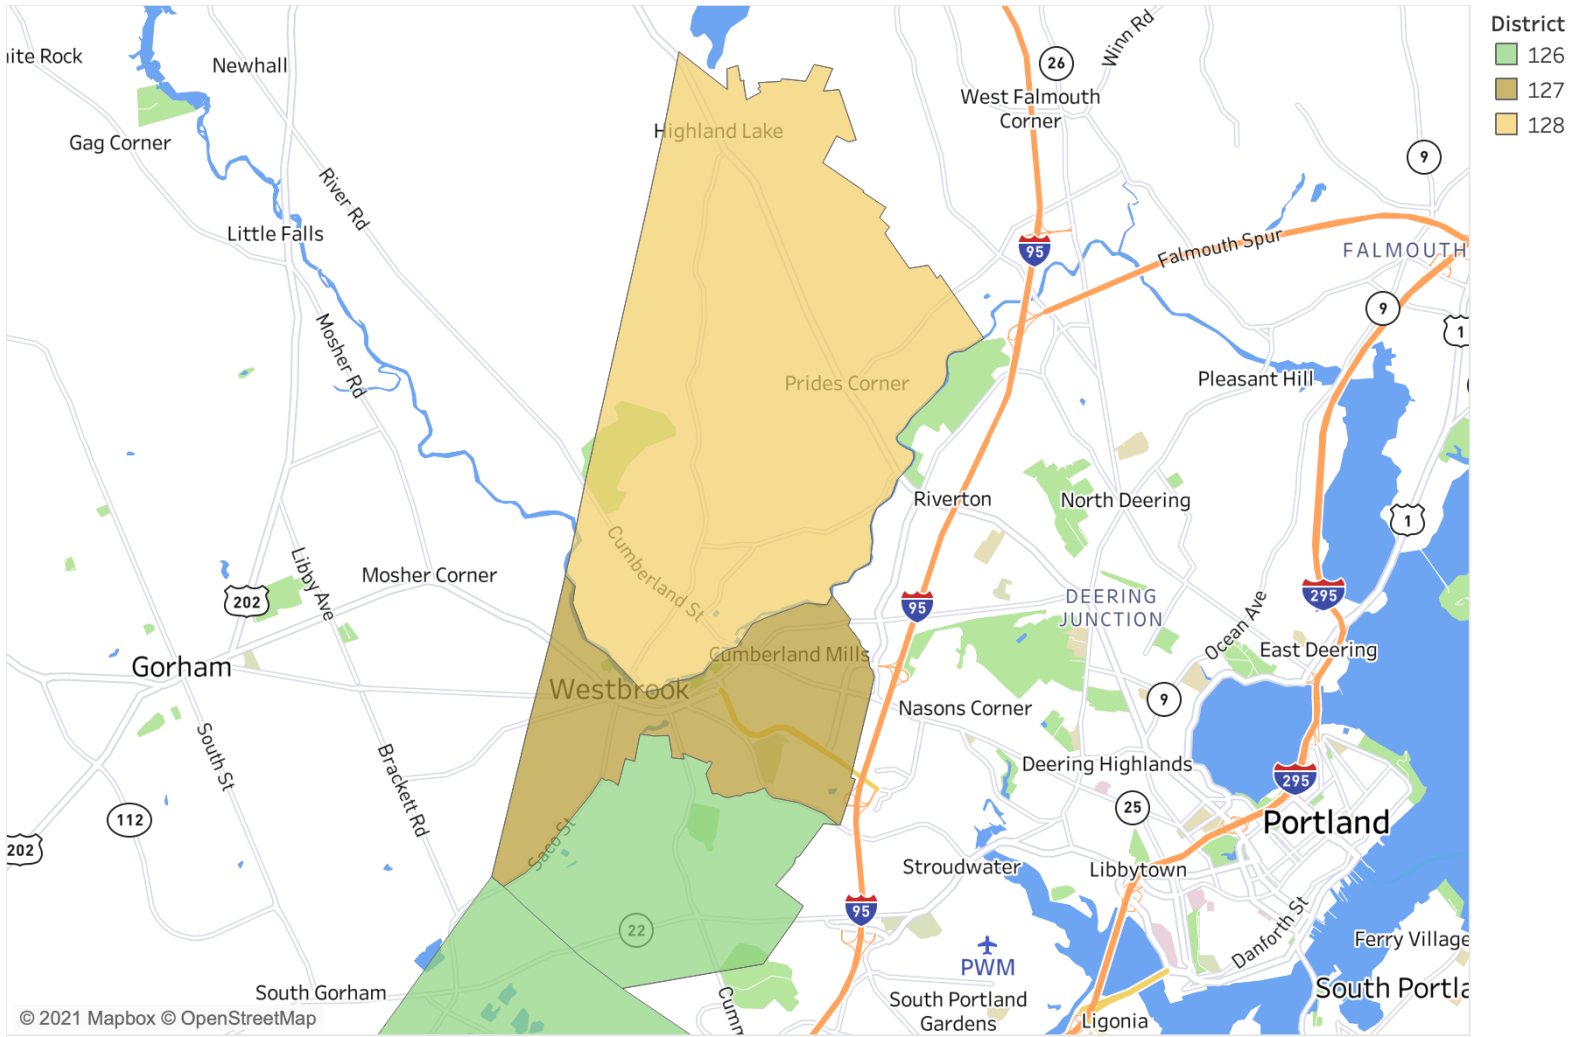 District
126
127
128
26
Winn Rd
Newhall
West Falmouth
Corner
Highland Lake
Gag Corner
9
River Rd
Little Falls
95
Falmouth Spur
FALMOUTH
9
1
Mosher Rd
Prides Corner
Pleasant Hill
Riverton
North Deering
1
Cumberland St
Mosher Corner
Libby Ave
202
95
DEERING
JUNCTION
295
Ocean Ave
East Deering
Gorham
Cumberland Mills
Westbrook
Nasons Corner
9
South St
Brackett Rd
Deering Highlands
295
25
112
202
Portland
Saco St
Stroudwater
Libbytown
95
22
Danforth St
Ferry Village
PWM
South Gorham
South Portland
Gardens
Ligonia
© 2021 Mapbox © OpenStreetMap